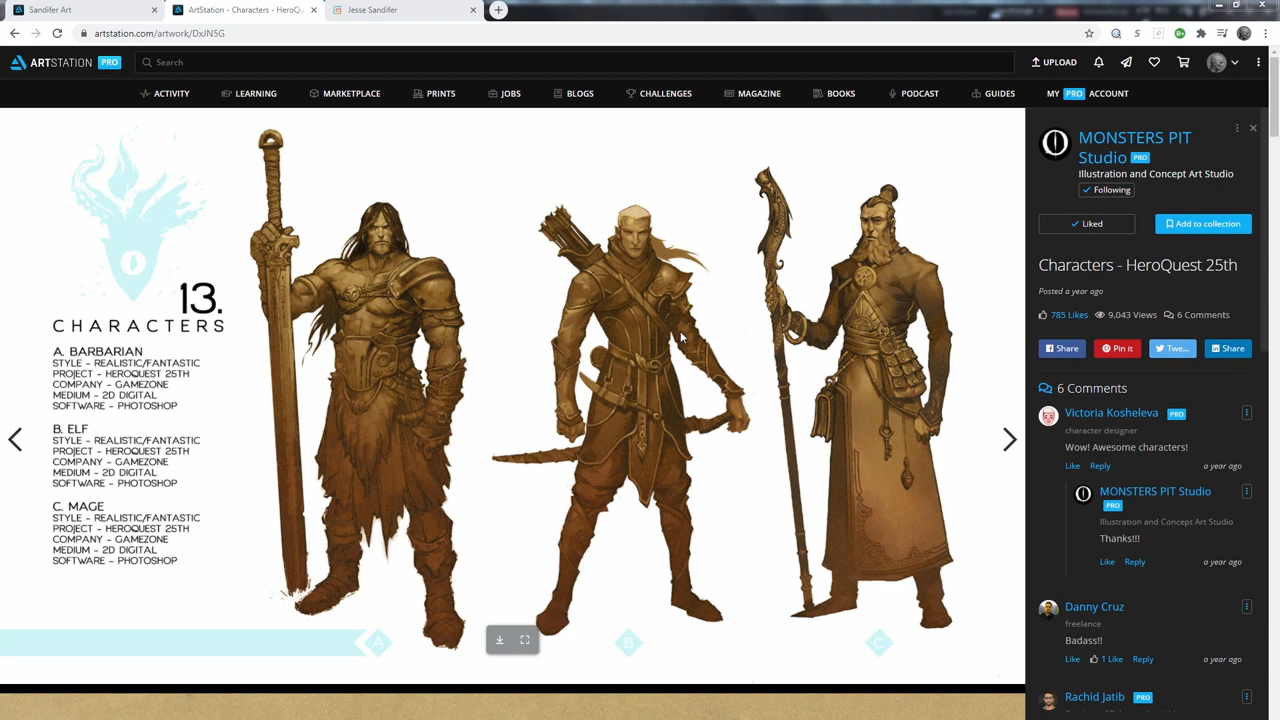 Sandifer Art
ArtStation - Characters - HeroQu
Jesse Sandifer
artstation.com/artwork/DxJN5G
ARTSTATION PRO
Search
UPLOAD
ACTIVITY
LEARNING
MARKETPLACE
PRINTS
JOBS
BLOGS
CHALLENGES
MAGAZINE
BOOKS
PODCAST
GUIDES
MY PRO ACCOUNT
13.
CHARACTERS
A. BARBARIAN
STYLE - REALISTIC/FANTASTIC
PROJECT - HEROQUEST 25TH
COMPANY - GAMEZONE
MEDIUM - 2D DIGITAL
SOFTWARE - PHOTOSHOP
B. ELF
STYLE - REALISTIC/FANTASTIC
PROJECT - HEROQUEST 25TH
COMPANY - GAMEZONE
MEDIUM - 2D DIGITAL
SOFTWARE - PHOTOSHOP
C. MAGE
STYLE - REALISTIC/FANTASTIC
PROJECT - HEROQUEST 25TH
COMPANY - GAMEZONE
MEDIUM - 2D DIGITAL
SOFTWARE - PHOTOSHOP
A
B
C
MONSTERS PIT
Studio PRO
Illustration and Concept Art Studio
Following
Liked
Add to collection
Characters - HeroQuest 25th
Posted a year ago
785 Likes 9,043 Views 6 Comments
Share
Pin it
Twe...
Share
6 Comments
Victoria Kosheleva PRO
character designer
Wow! Awesome characters!
Like Reply a year ago
MONSTERS PIT Studio
PRO
Illustration and Concept Art Studio
Thanks!!!
Like Reply a year ago
Danny Cruz
freelance
Badass!!
Like 1 Like Reply a year ago
Rachid Jatib PRO